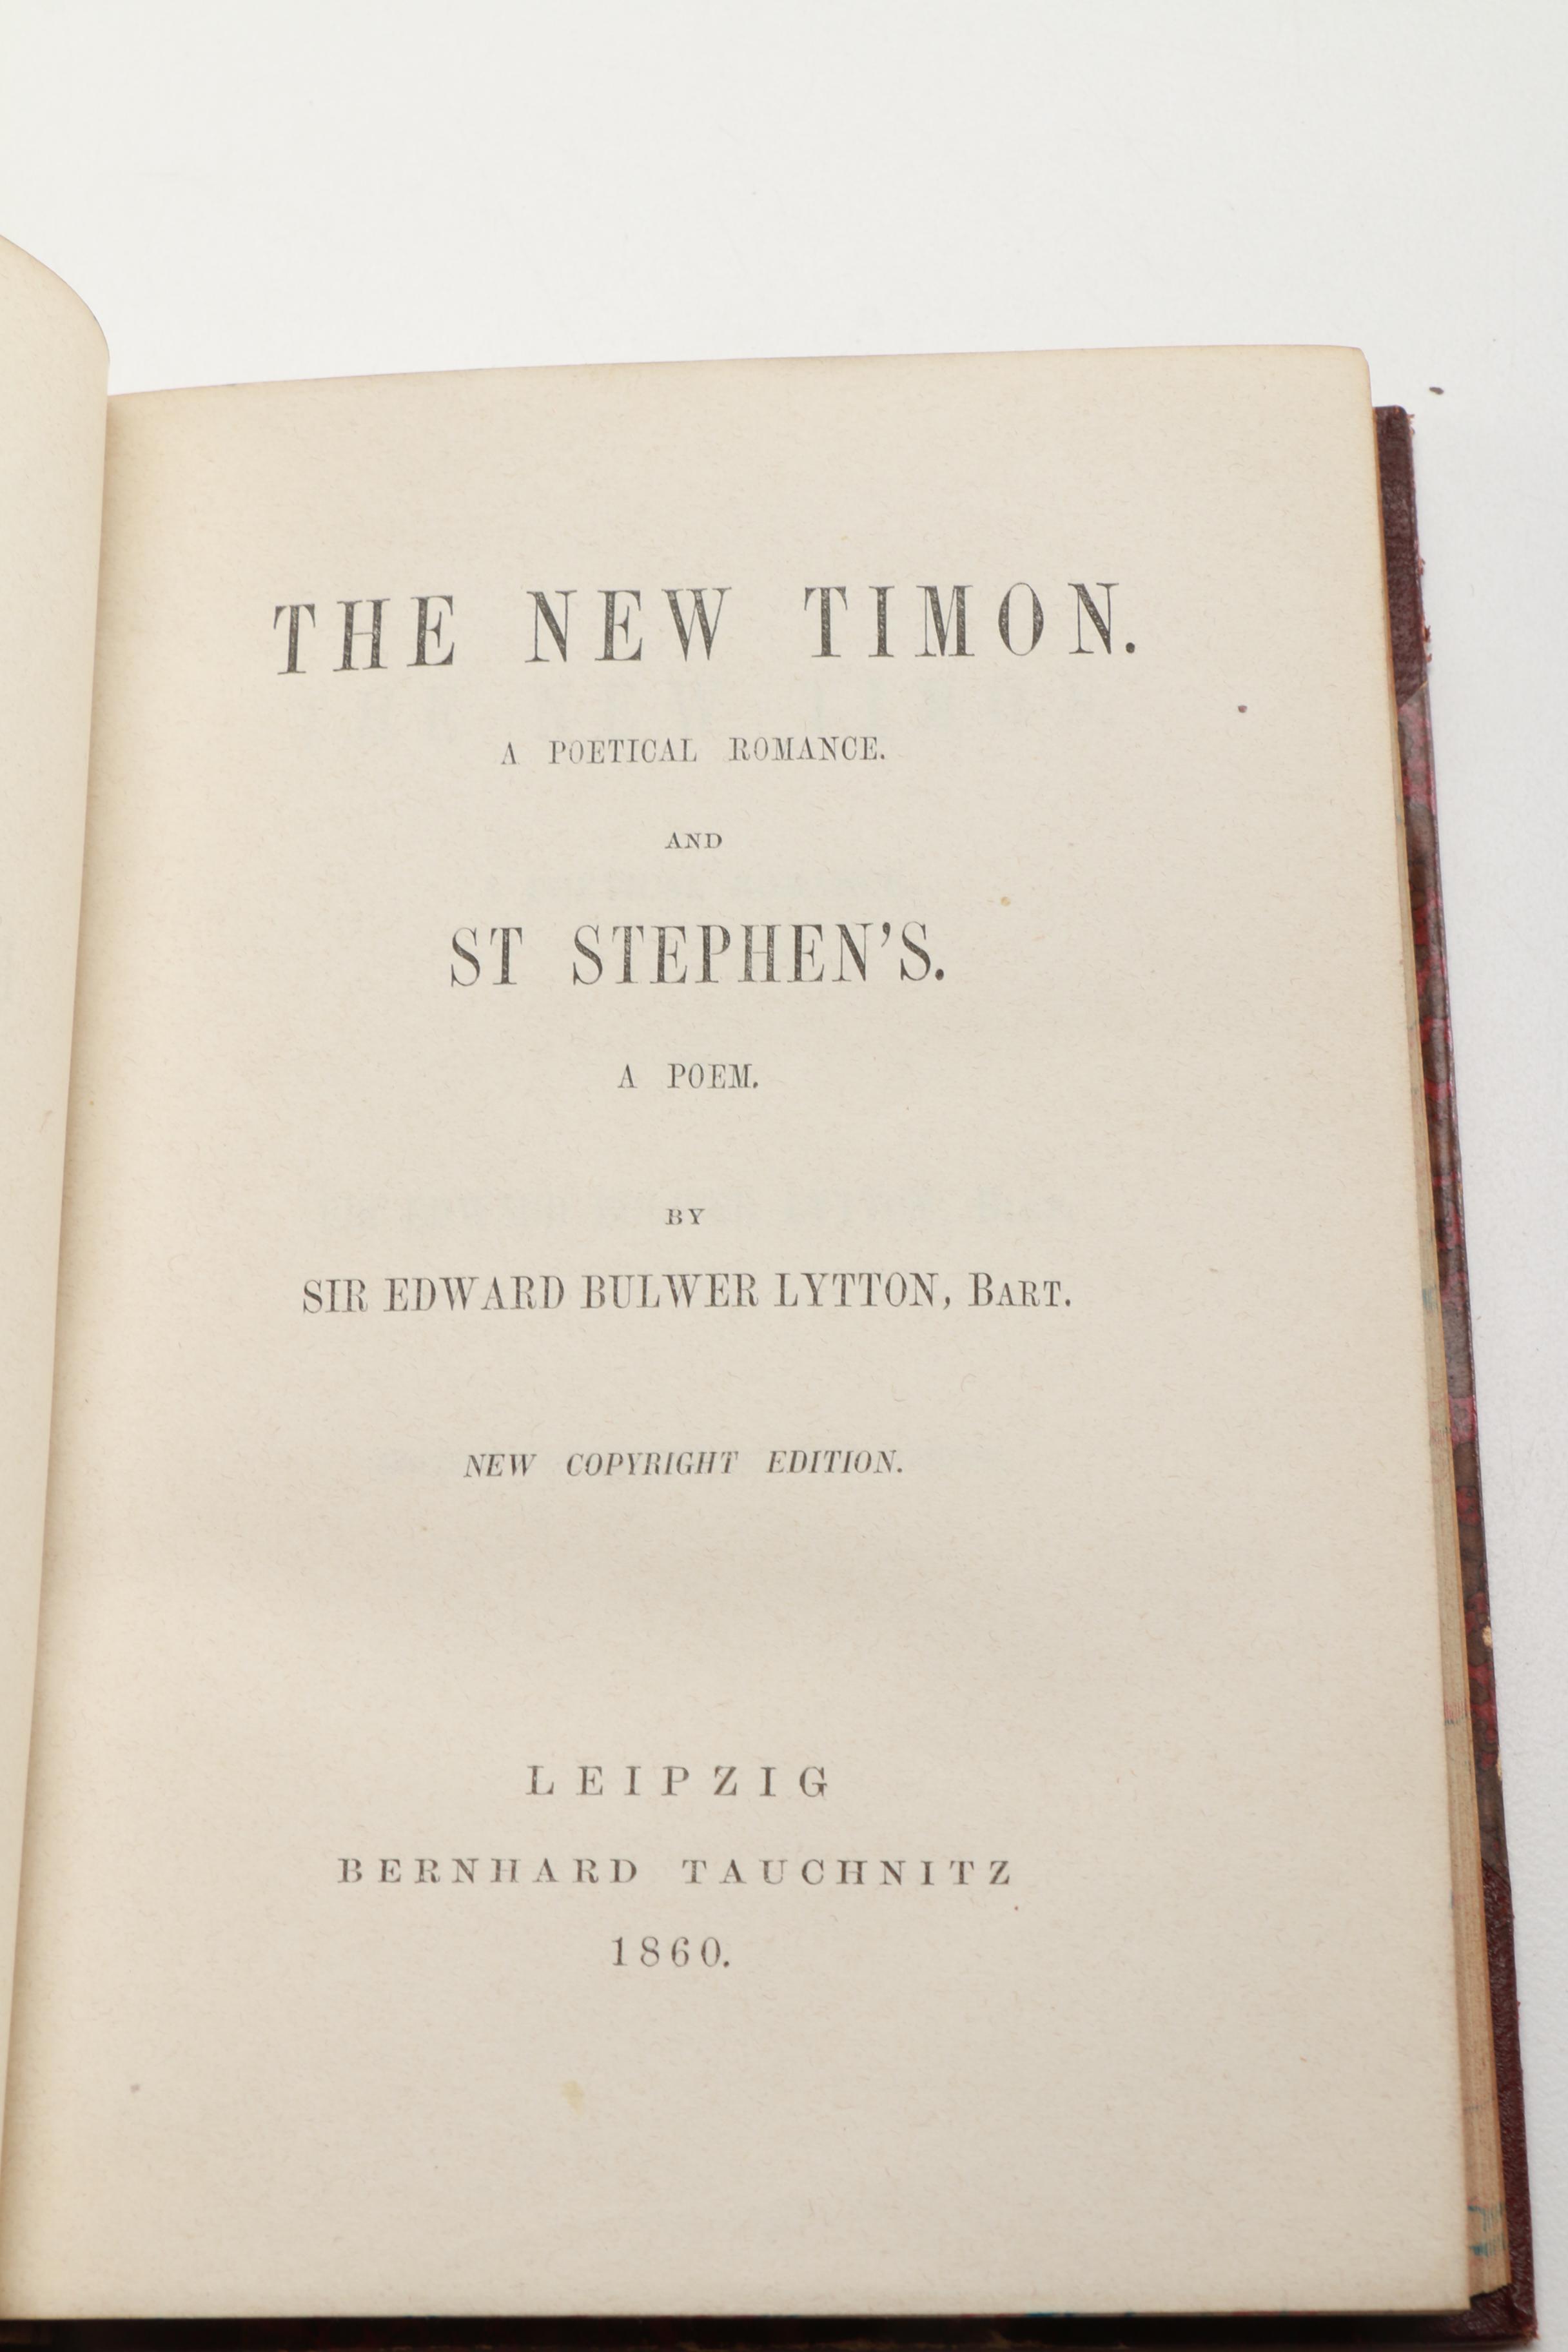 THE NEW TIMON.
A POETICAL ROMANCE.
AND
ST STEPHEN'S.
A POEM.
BY
SIR EDWARD BULWER LYTTON, BART.
NEW COPYRIGHT EDITION.
LEIPZIG
BERNHARD TAUCHNITZ
1860.